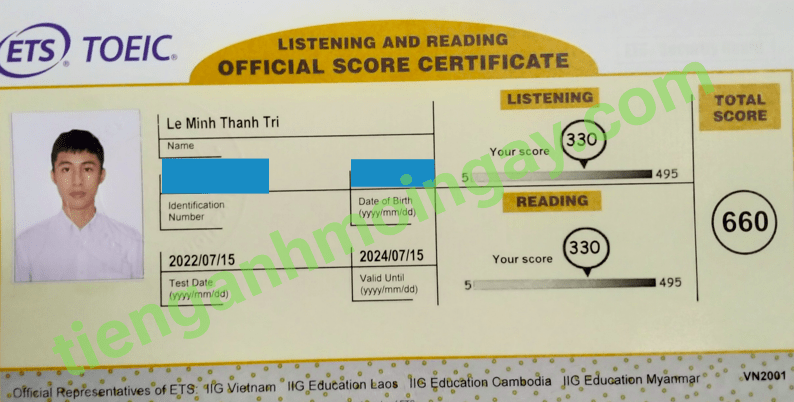 ETS® TOEIC®
LISTENING AND READING
OFFICIAL SCORE CERTIFICATE
Le Minh Thanh Tri
Name
Identification
Number
Date of Birth
(yyyy/mm/dd)
2022/07/15
Test Date
(yyyy/mm/dd)
2024/07/15
Valid Until
(yyyy/mm/dd)
LISTENING
Your score
330
5
495
READING
Your score
330
5
495
TOTAL
SCORE
660
tienganhmoingay.com
Official Representatives of ETS: IIG Vietnam IIG Education Laos IIG Education Cambodia IIG Education Myanmar
VN2001